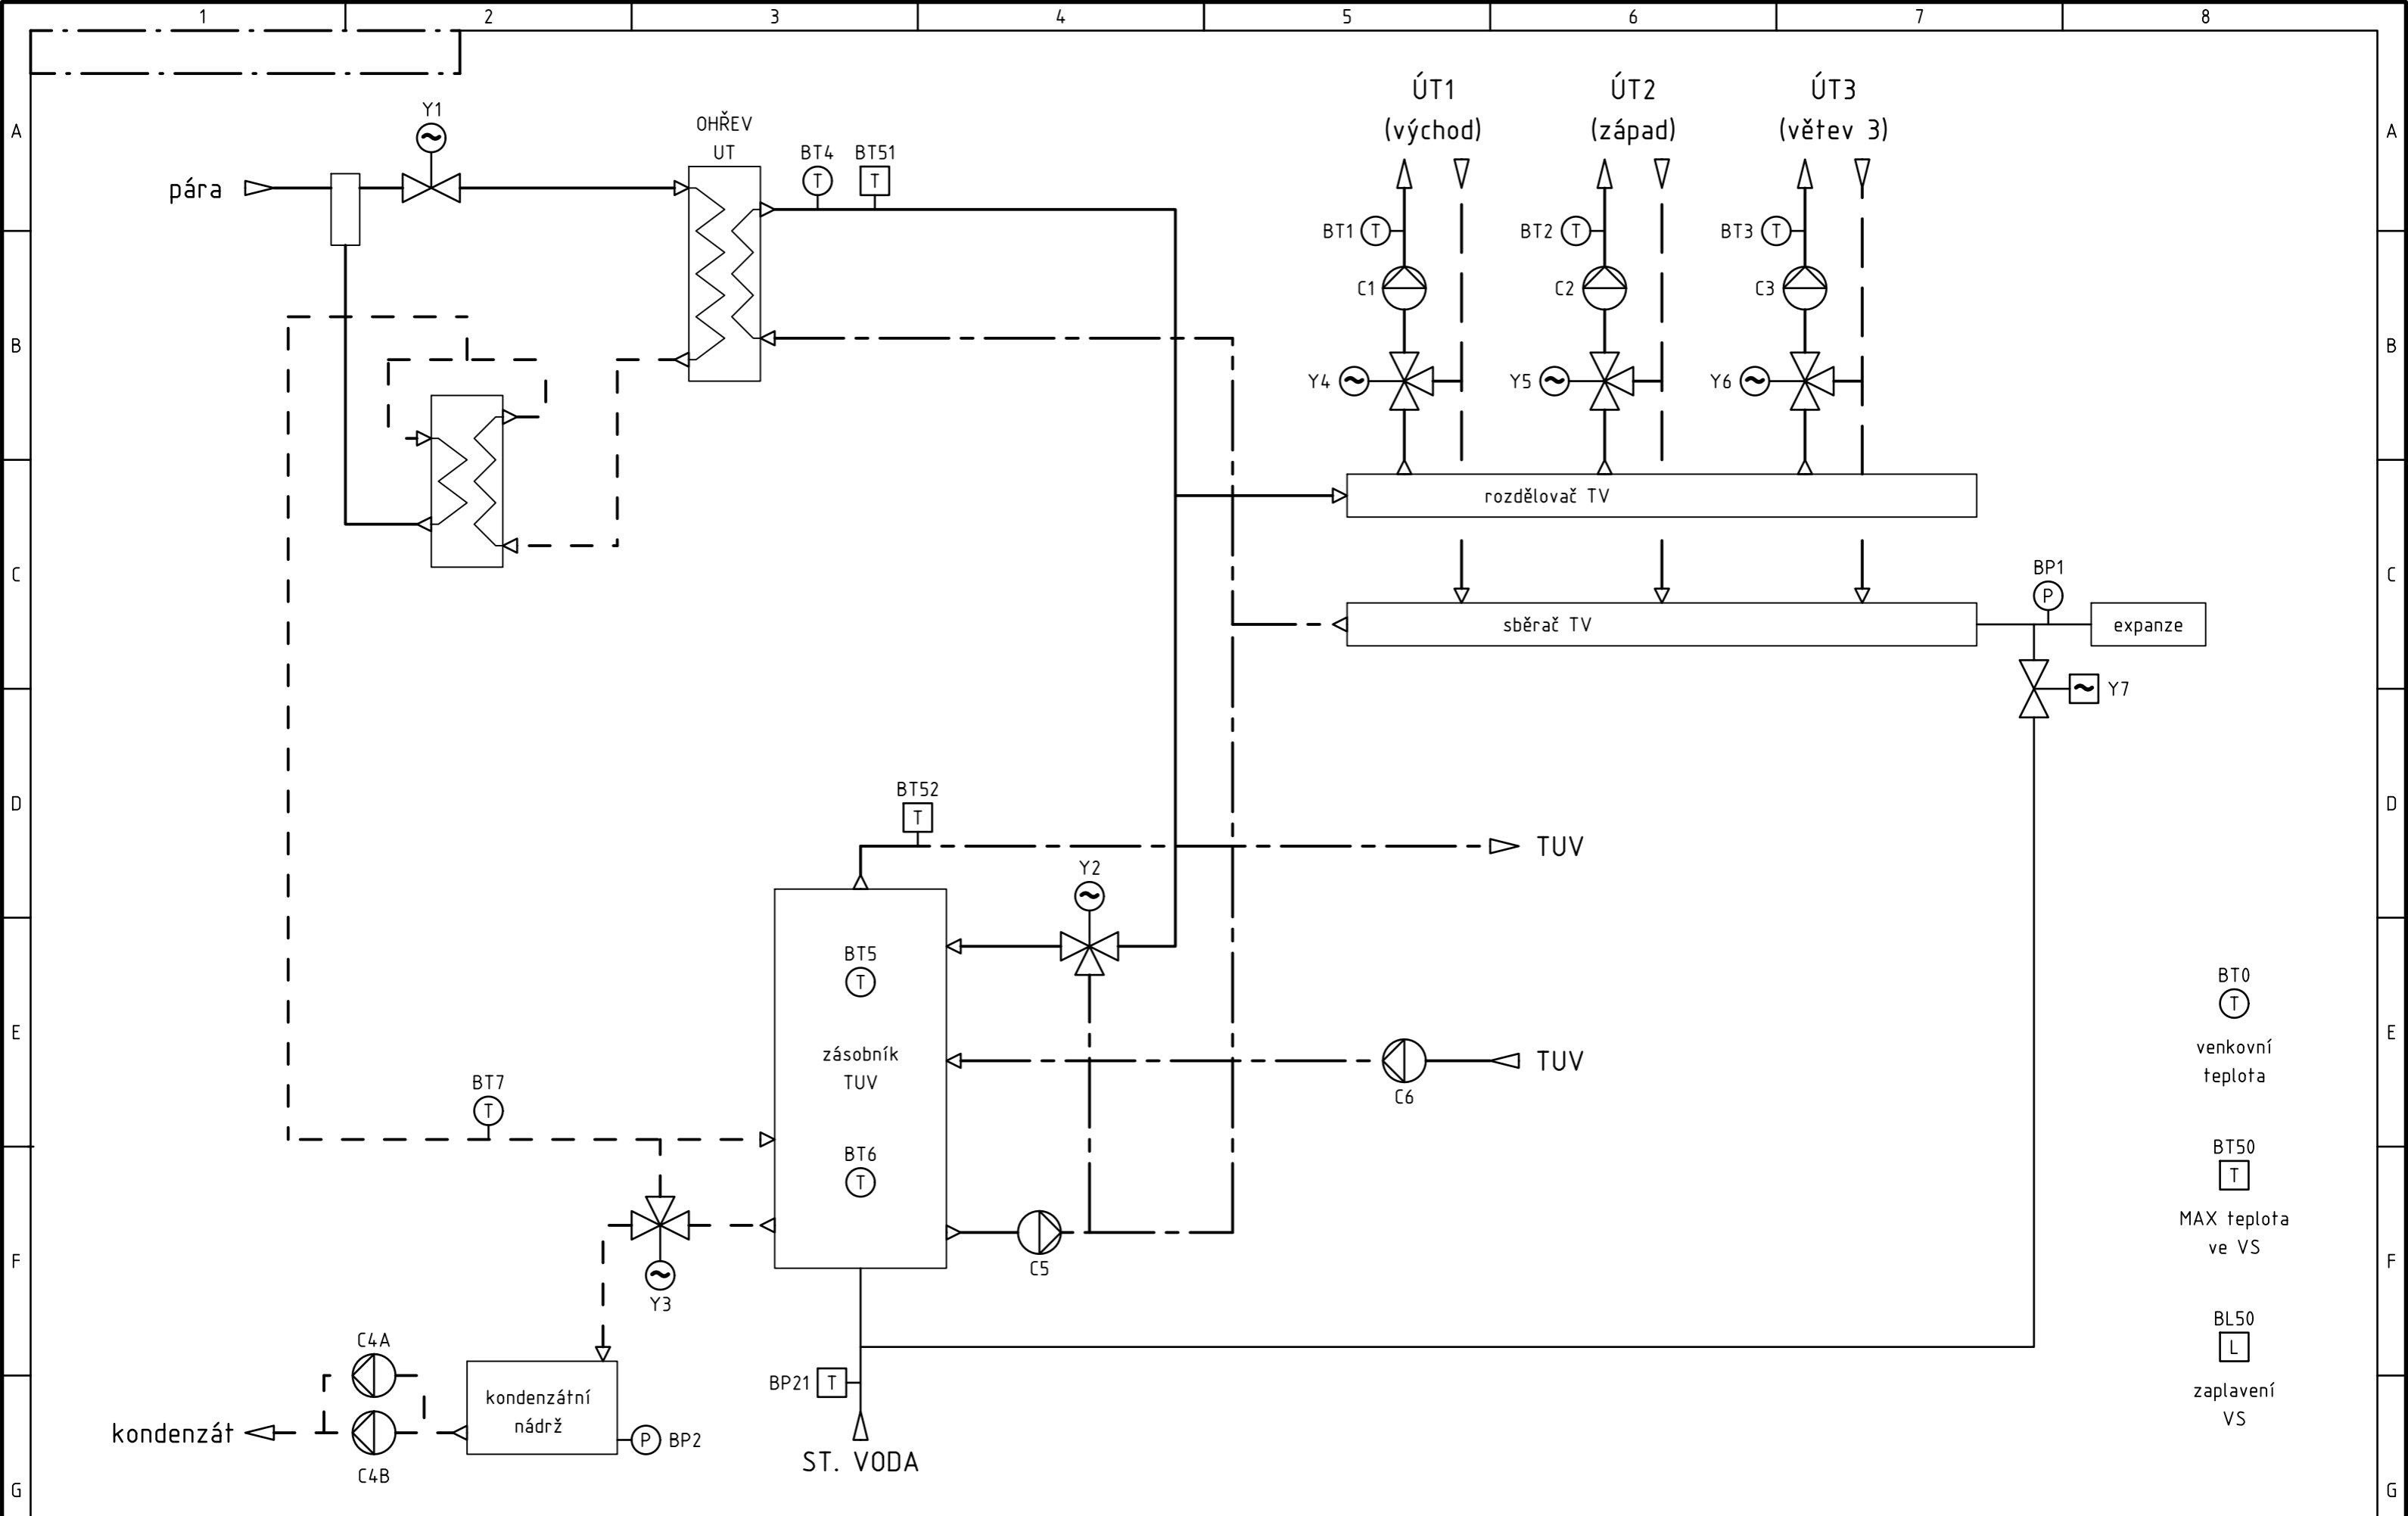 1 2 3 4 5 6 7 8
ÚT1 ÚT2 ÚT3
(východ) (západ) (větev 3)
A Y1 OHŘEV A
UT BT4 BT51
T T
pára
BT1 T BT2 T BT3 T
C1 C2 C3
B B
Y4 Y5 Y6
rozdělovač TV
C BP1 C
P
sběrač TV expanze
Y7
BT52
D T D
TUV
Y2
BT5 BT0
T T
E zásobník E
TUV TUV
venkovní
teplota
BT7 C6
T
BT6 BT50
T T
MAX teplota
ve VS
F C5 F
Y3
BL50
C4A L
BP21 T
kondenzátní zaplavení
nádrž VS
kondenzát P BP2
ST. VODA
C4B
G G